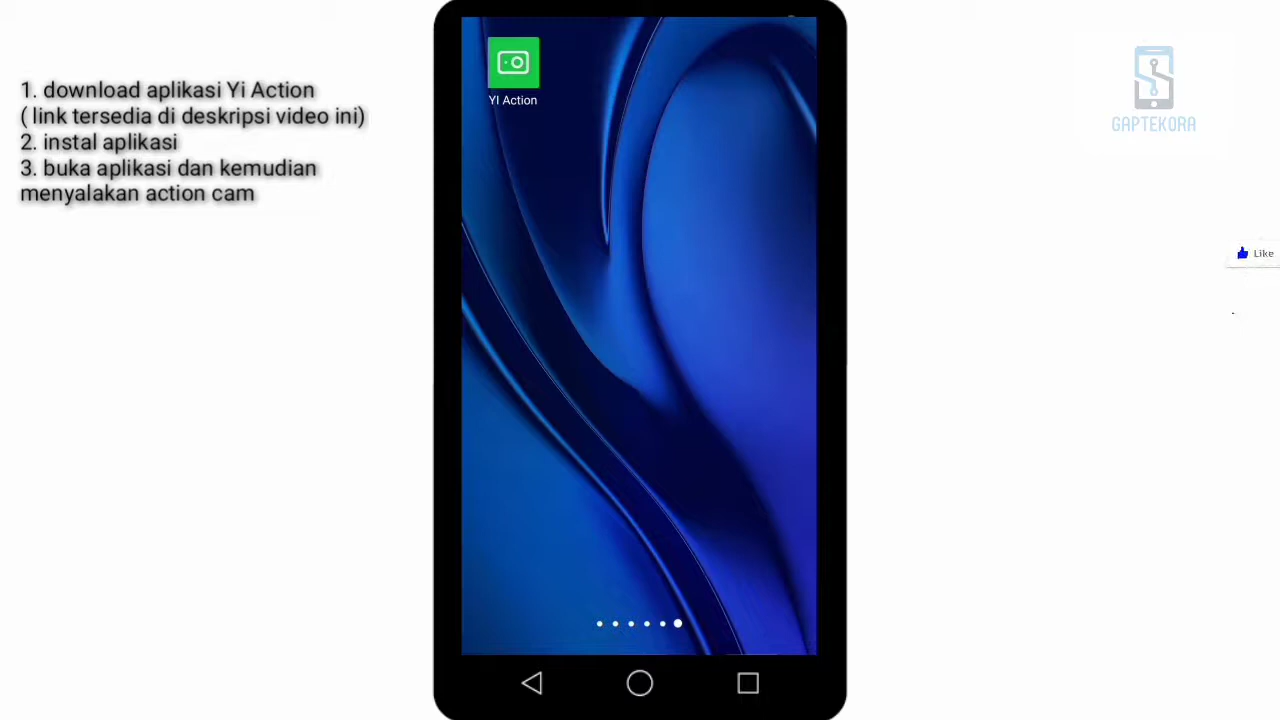 1. download aplikasi Yi Action
( link tersedia di deskripsi video ini)
2. instal aplikasi
3. buka aplikasi dan kemudian
menyalakan action cam
YI Action
GAPTEKORA
Like